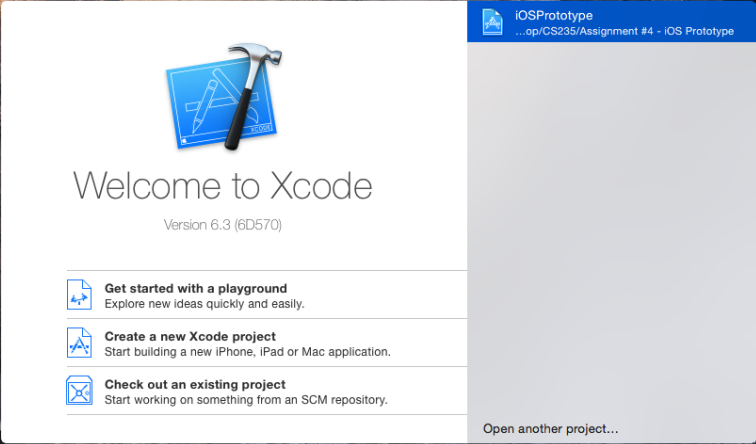 XCODE
Welcome to Xcode
Version 6.3 (6D570)
Get started with a playground
Explore new ideas quickly and easily.
Create a new Xcode project
Start building a new iPhone, iPad or Mac application.
Check out an existing project
Start working on something from an SCM repository.
iOSPrototype
...op/CS235/Assignment #4 - iOS Prototype
Open another project...